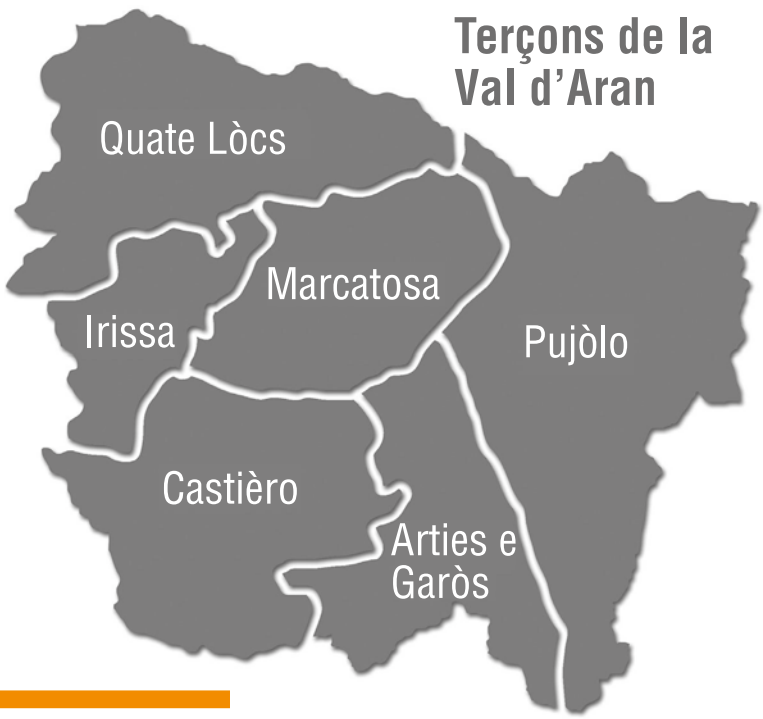 Terçons de la
Val d’Aran
Quate Lòcs
Marcatosa
Irissa
Pujòlo
Castièro
Arties e
Garòs